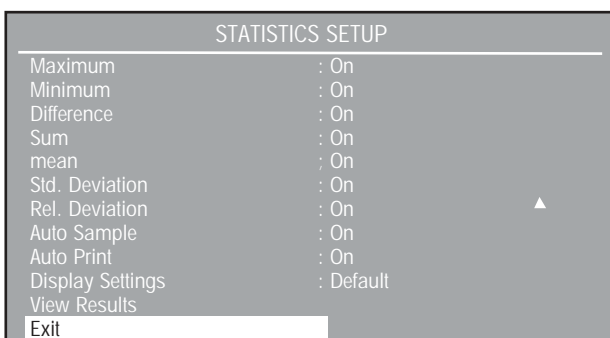 STATISTICS SETUP
Maximum : On
Minimum : On
Difference : On
Sum : On
mean ; On
Std. Deviation : On
Rel. Deviation : On
Auto Sample : On
Auto Print : On
Display Settings : Default
View Results
Exit